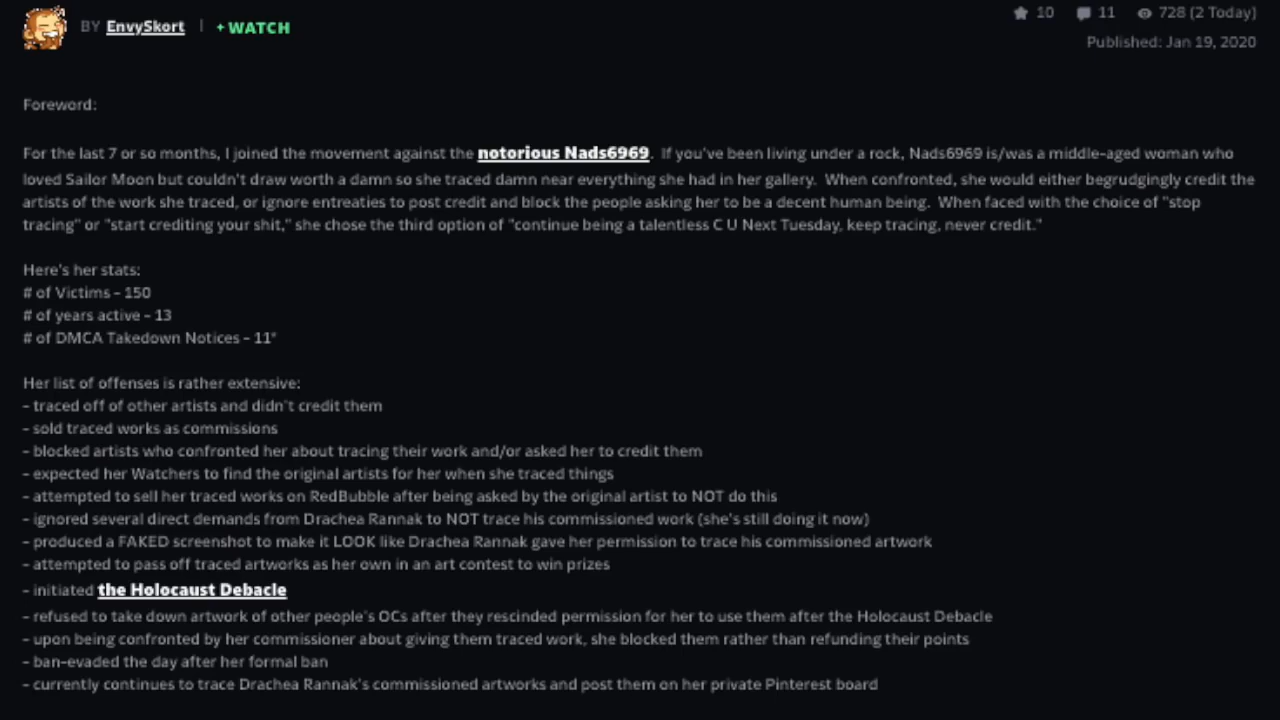 BY EnvySkort | + WATCH
10 11 728 (2 Today)
Published: Jan 19, 2020
Foreword:
For the last 7 or so months, I joined the movement against the notorious Nads6969. If you've been living under a rock, Nads6969 is/was a middle-aged woman who
loved Sailor Moon but couldn't draw worth a damn so she traced damn near everything she had in her gallery. When confronted, she would either begrudgingly credit the
artists of the work she traced, or ignore entreaties to post credit and block the people asking her to be a decent human being. When faced with the choice of "stop
tracing" or "start crediting your shit," she chose the third option of "continue being a talentless C U Next Tuesday, keep tracing, never credit."
Here's her stats:
# of Victims - 150
# of years active - 13
# of DMCA Takedown Notices - 11*
Her list of offenses is rather extensive:
- traced off of other artists and didn't credit them
- sold traced works as commissions
- blocked artists who confronted her about tracing their work and/or asked her to credit them
- expected her Watchers to find the original artists for her when she traced things
- attempted to sell her traced works on RedBubble after being asked by the original artist to NOT do this
- ignored several direct demands from Drachea Rannak to NOT trace his commissioned work (she's still doing it now)
- produced a FAKED screenshot to make it LOOK like Drachea Rannak gave her permission to trace his commissioned artwork
- attempted to pass off traced artworks as her own in an art contest to win prizes
- initiated the Holocaust Debacle
- refused to take down artwork of other people's OCs after they rescinded permission for her to use them after the Holocaust Debacle
- upon being confronted by her commissioner about giving them traced work, she blocked them rather than refunding their points
- ban-evaded the day after her formal ban
- currently continues to trace Drachea Rannak's commissioned artworks and post them on her private Pinterest board